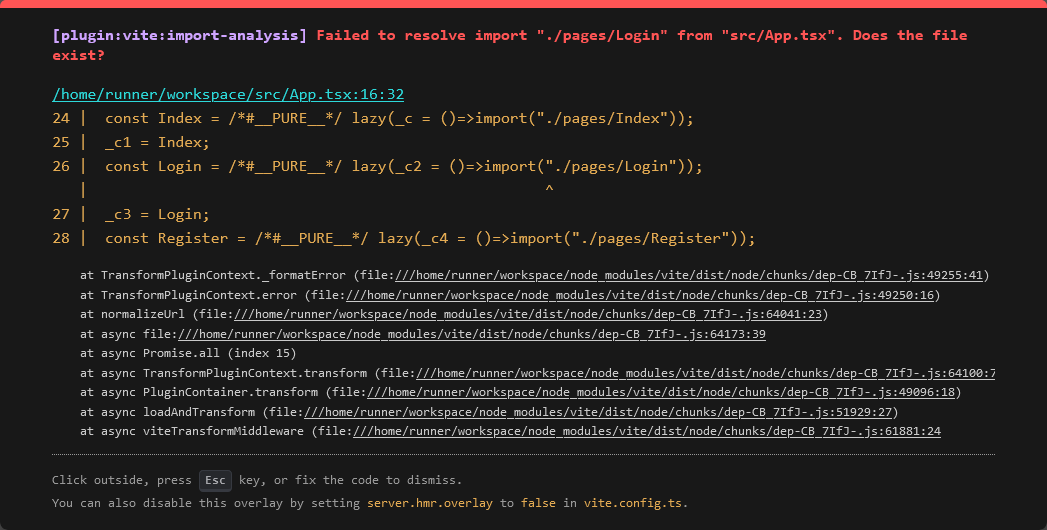 [plugin:vite:import-analysis] Failed to resolve import "./pages/Login" from "src/App.tsx". Does the file
exist?
/home/runner/workspace/src/App.tsx:16:32
24 |  const Index = /*#__PURE__*/ lazy(_c = ()=>import("./pages/Index"));
25 |  _c1 = Index;
26 |  const Login = /*#__PURE__*/ lazy(_c2 = ()=>import("./pages/Login"));
   |                                                    ^
27 |  _c3 = Login;
28 |  const Register = /*#__PURE__*/ lazy(_c4 = ()=>import("./pages/Register"));
at TransformPluginContext._formatError (file:///home/runner/workspace/node_modules/vite/dist/node/chunks/dep-CB_7IfJ-.js:49255:41)
at TransformPluginContext.error (file:///home/runner/workspace/node_modules/vite/dist/node/chunks/dep-CB_7IfJ-.js:49250:16)
at normalizeUrl (file:///home/runner/workspace/node_modules/vite/dist/node/chunks/dep-CB_7IfJ-.js:64041:23)
at async file:///home/runner/workspace/node_modules/vite/dist/node/chunks/dep-CB_7IfJ-.js:64173:39
at async Promise.all (index 15)
at async TransformPluginContext.transform (file:///home/runner/workspace/node_modules/vite/dist/node/chunks/dep-CB_7IfJ-.js:64100:7
at async PluginContainer.transform (file:///home/runner/workspace/node_modules/vite/dist/node/chunks/dep-CB_7IfJ-.js:49096:18)
at async loadAndTransform (file:///home/runner/workspace/node_modules/vite/dist/node/chunks/dep-CB_7IfJ-.js:51929:27)
at async viteTransformMiddleware (file:///home/runner/workspace/node_modules/vite/dist/node/chunks/dep-CB_7IfJ-.js:61881:24
Click outside, press Esc key, or fix the code to dismiss.
You can also disable this overlay by setting server.hmr.overlay to false in vite.config.ts.